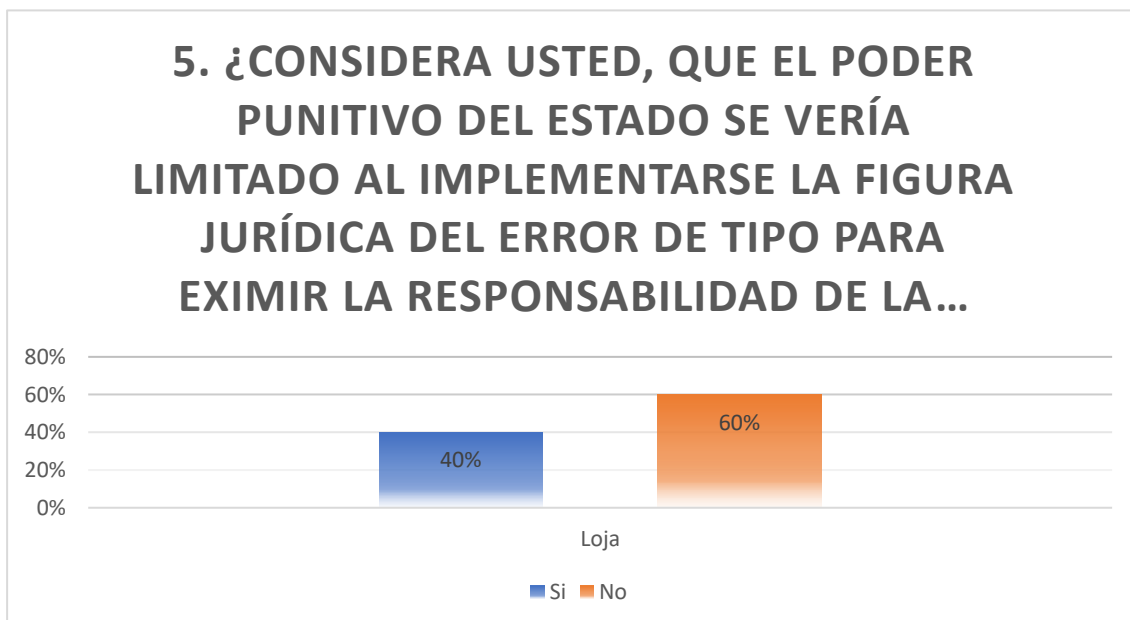 5. ¿CONSIDERA USTED, QUE EL PODER
PUNITIVO DEL ESTADO SE VERÍA
LIMITADO AL IMPLEMENTARSE LA FIGURA
JURÍDICA DEL ERROR DE TIPO PARA
EXIMIR LA RESPONSABILIDAD DE LA...
80%
60%
40%
20%
0%
40%
60%
Loja
Si No